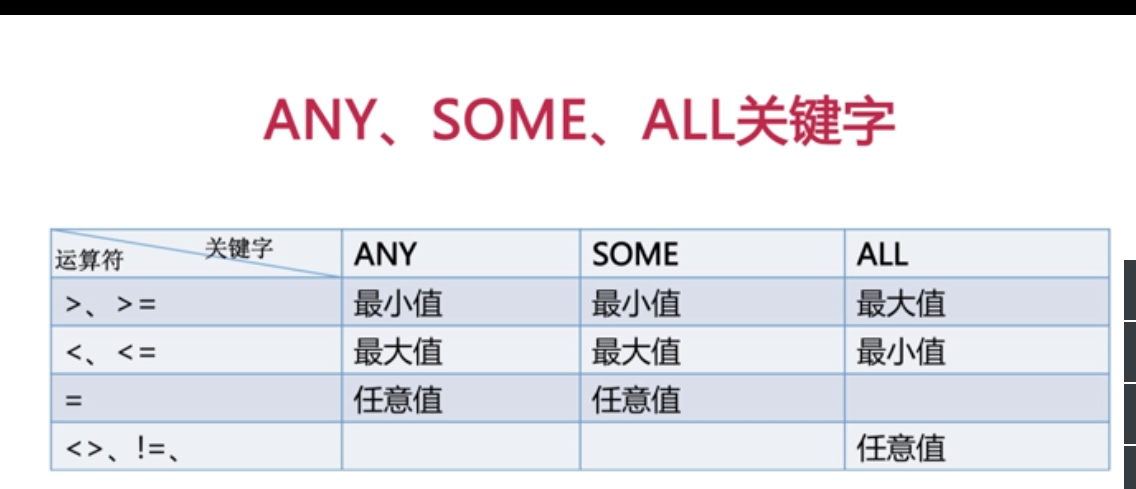 ANY、SOME、ALL关键字
运算符 关键字 ANY SOME ALL
>、>= 最小值 最小值 最大值
<、<= 最大值 最大值 最小值
= 任意值 任意值
<>、!=、 任意值